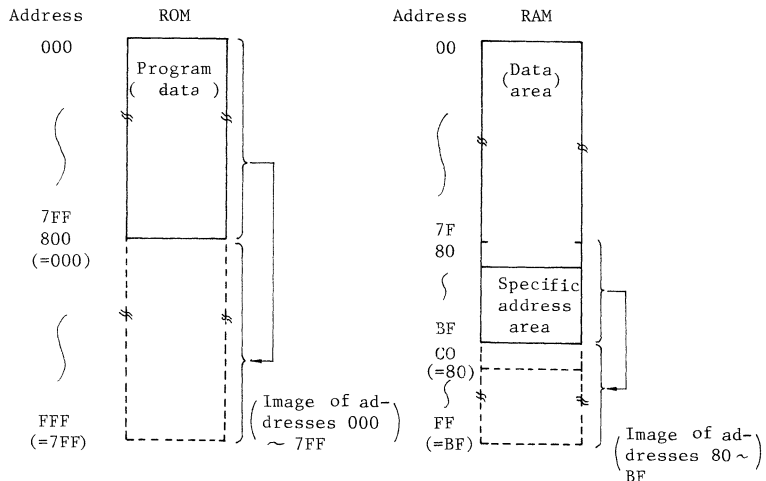 Address ROM
000
Program
( data )
7FF
800
(=000)
FFF
(=7FF)
(Image of ad-
dresses 000
~ 7FF)
Address RAM
00
(Data
area)
7F
80
Specific
address
area
BF
C0
(=80)
FF
(=BF)
(Image of ad-
dresses 80 ~
BF)